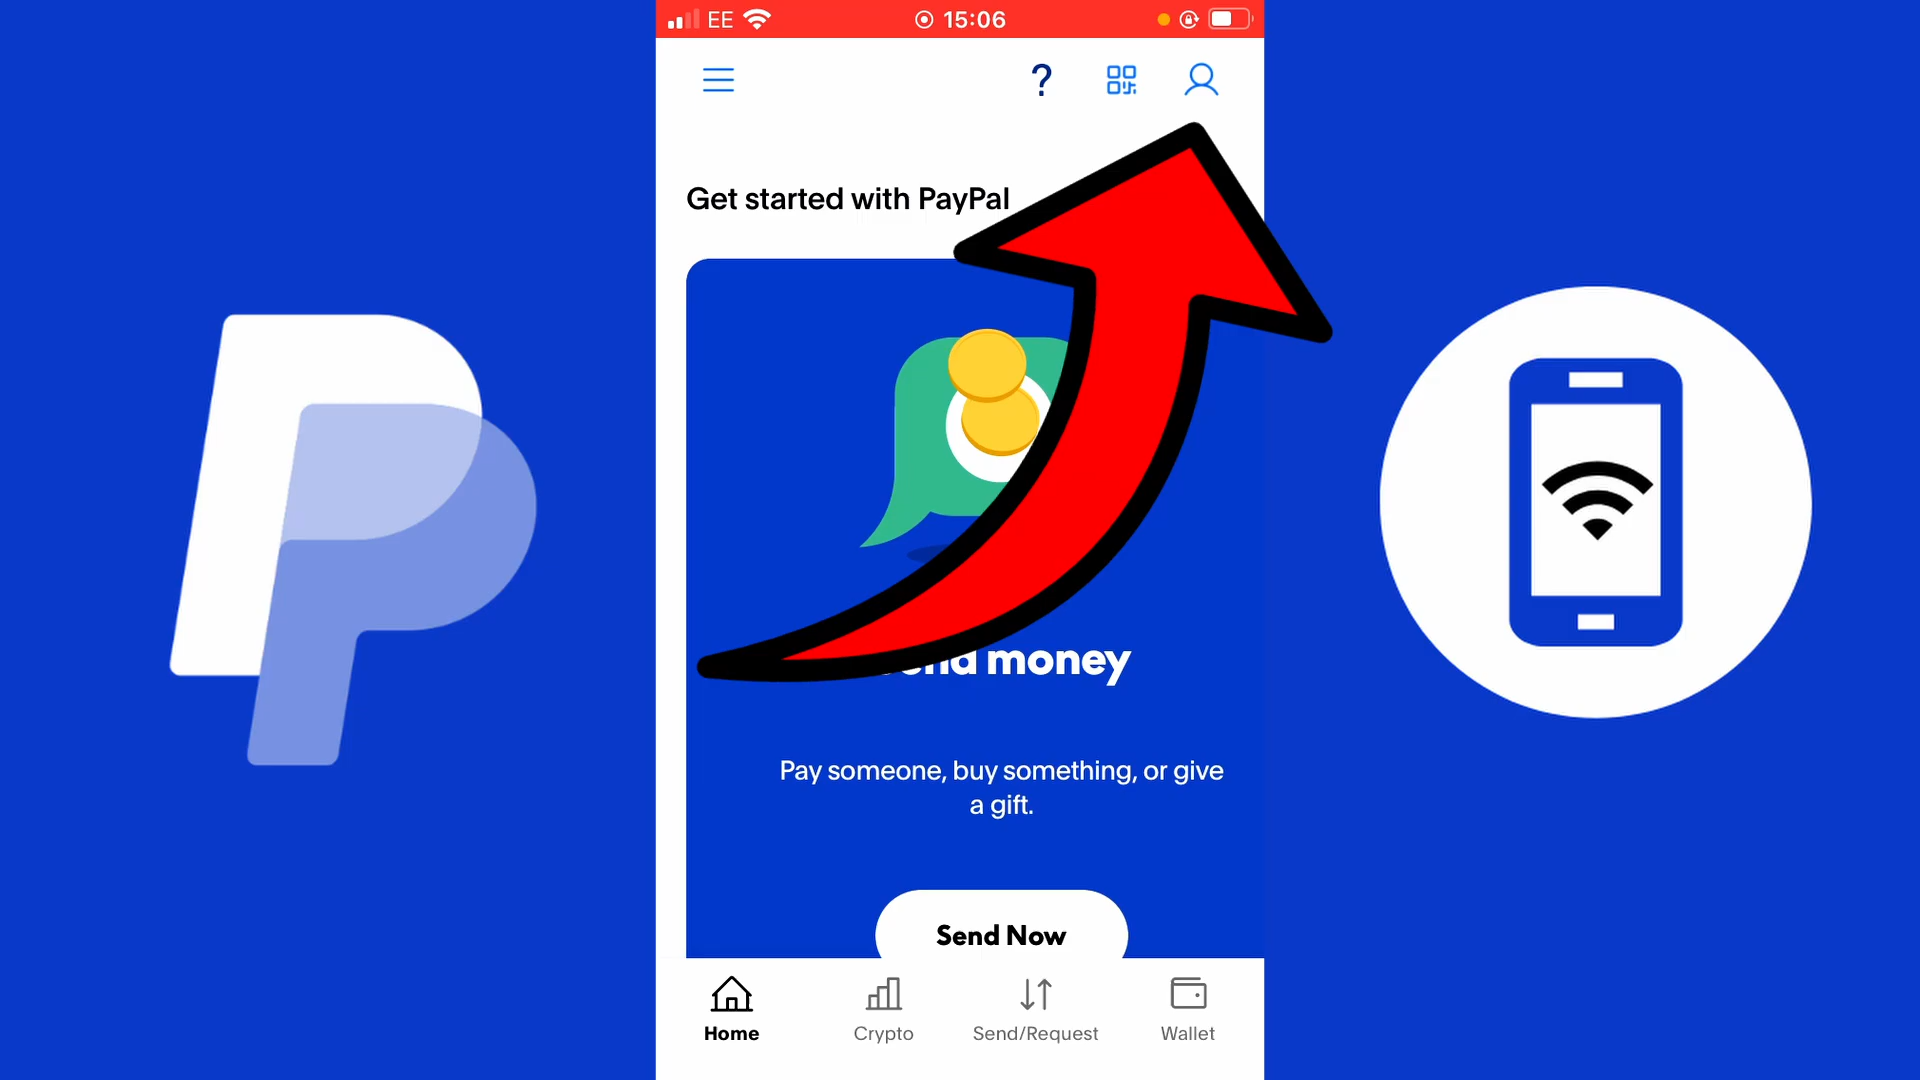 EE 15:06
?
Get started with PayPal
money
Pay someone, buy something, or give
a gift.
Send Now
Home Crypto Send/Request Wallet